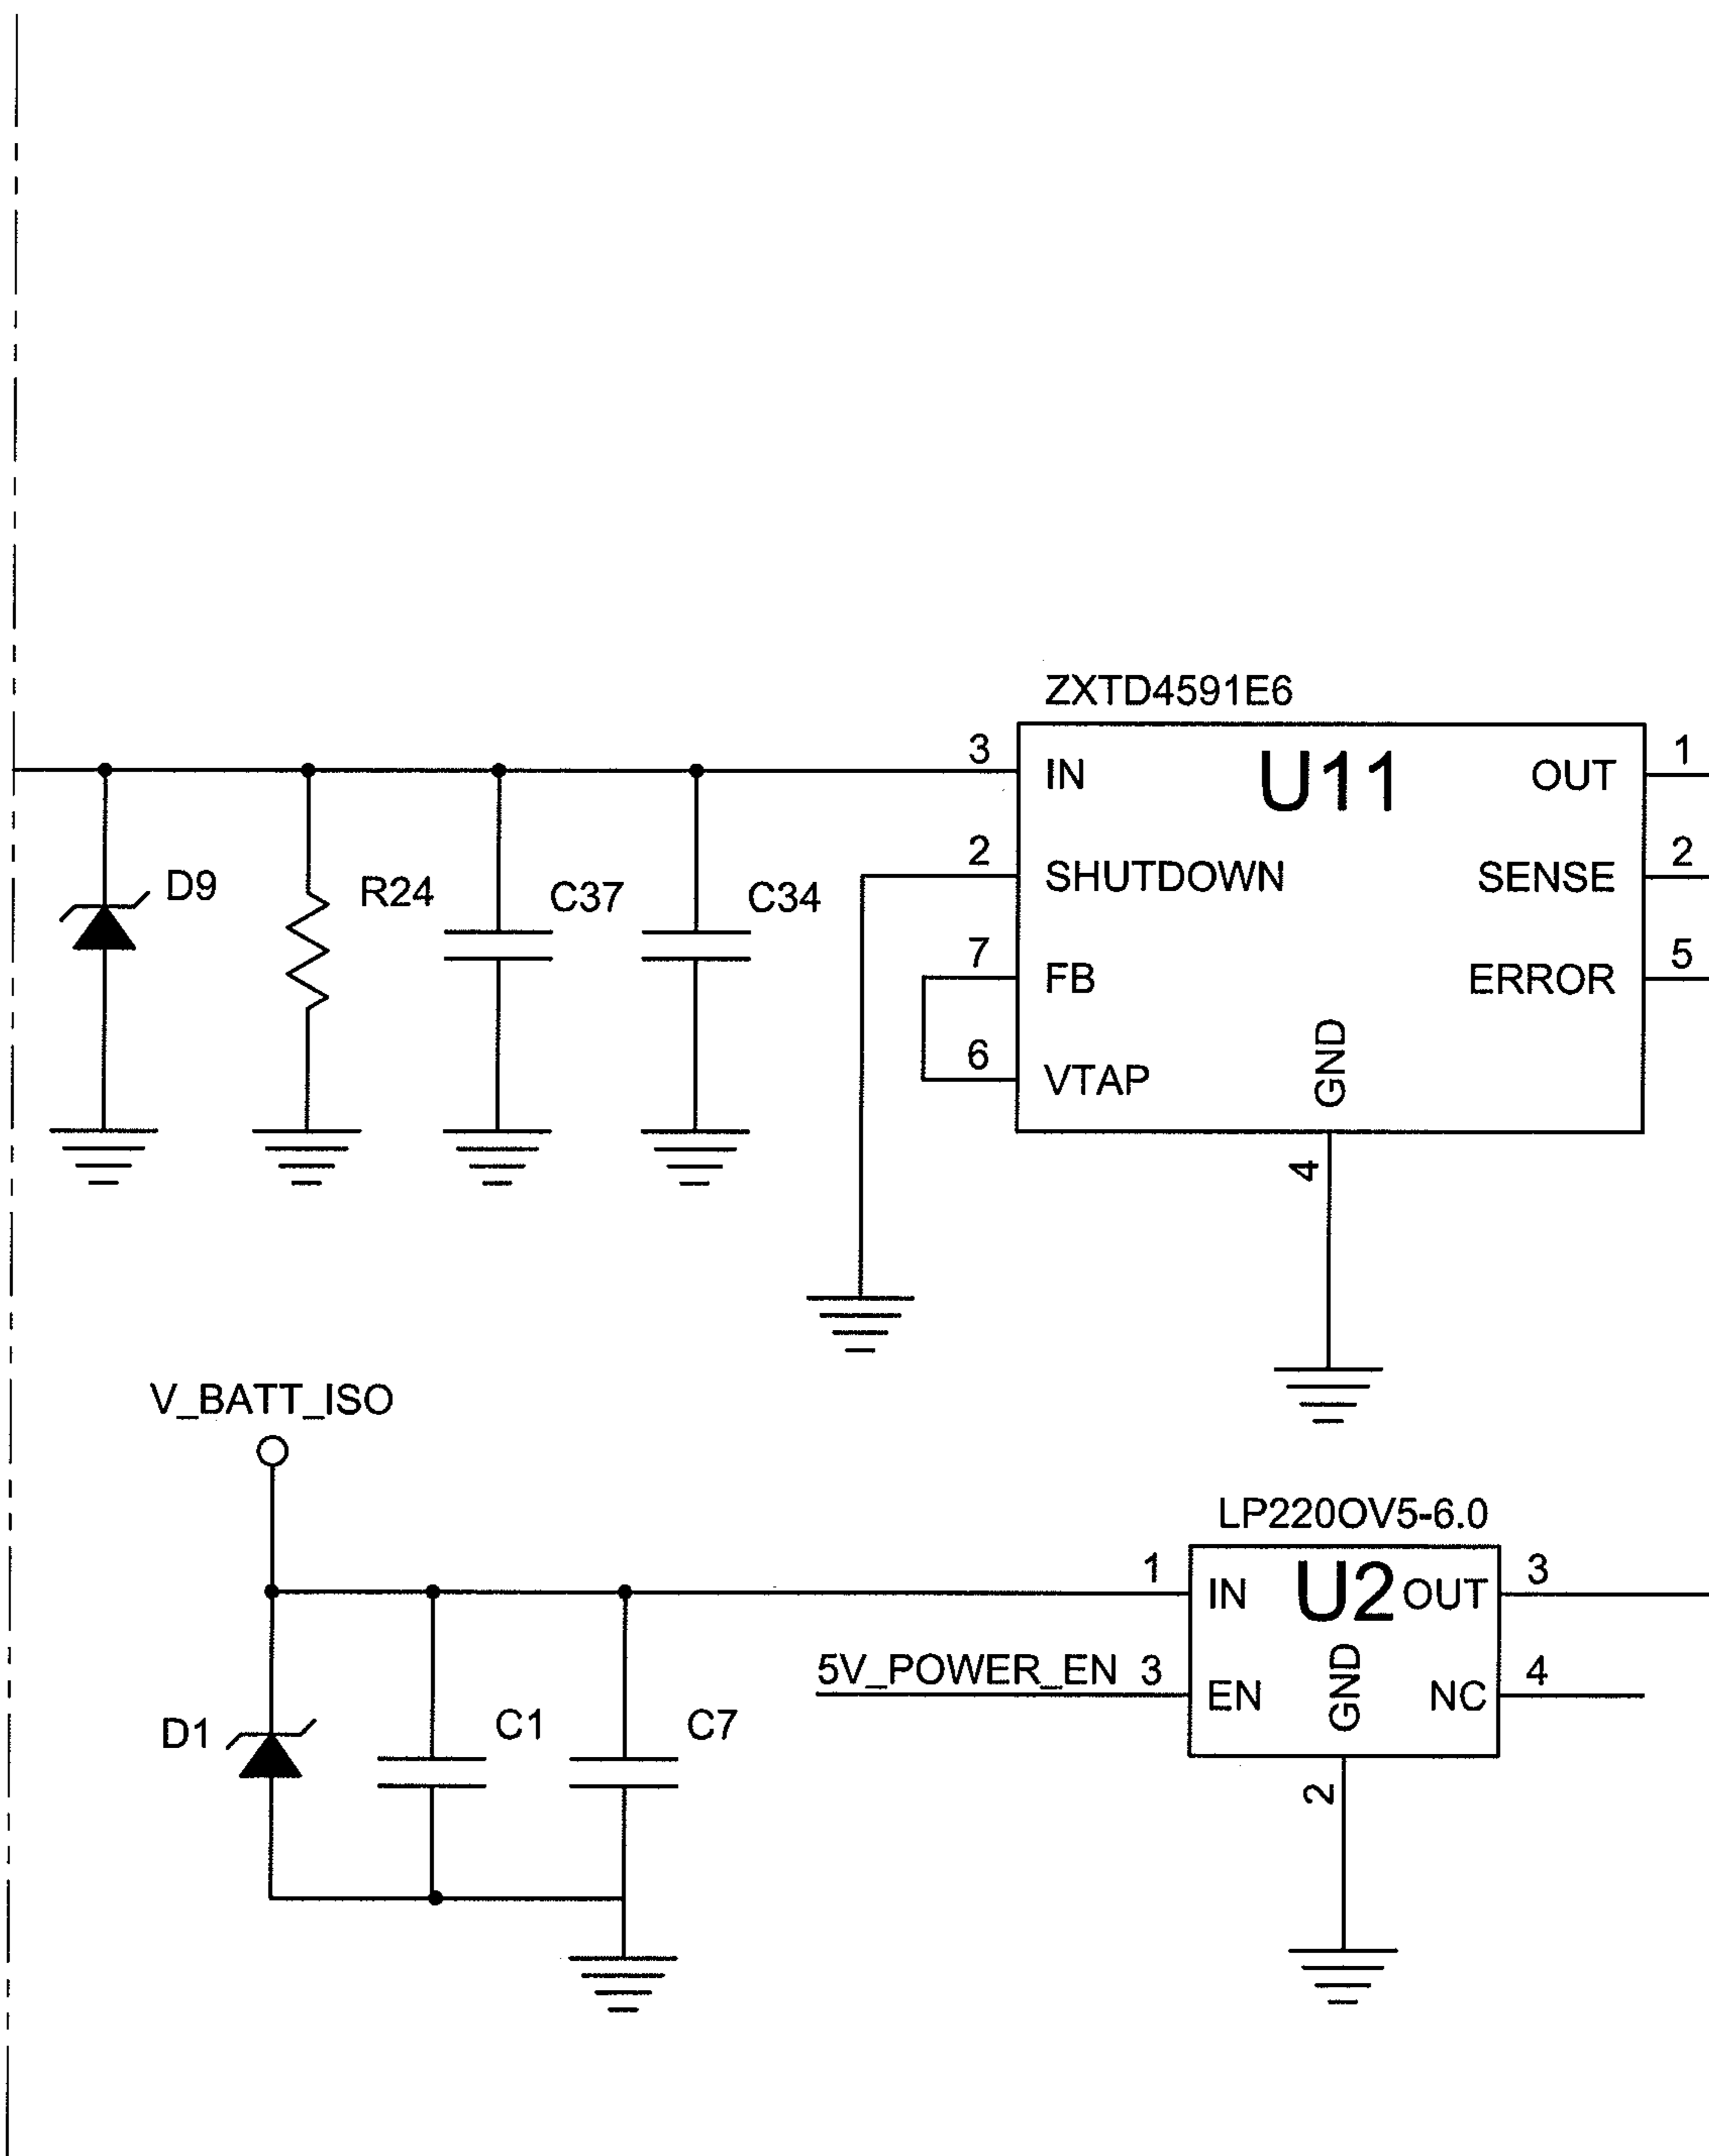 ZXTD4591E6
3 IN U11 OUT 1
2 SHUTDOWN SENSE 2
D9 R24 C37 C34
7 FB ERROR 5
6 VTAP GND
4
V_BATT_ISO
LP220OV5-6.0
1 IN U2 OUT 3
5V_POWER_EN 3 EN GND NC 4
D1 C1 C7
2